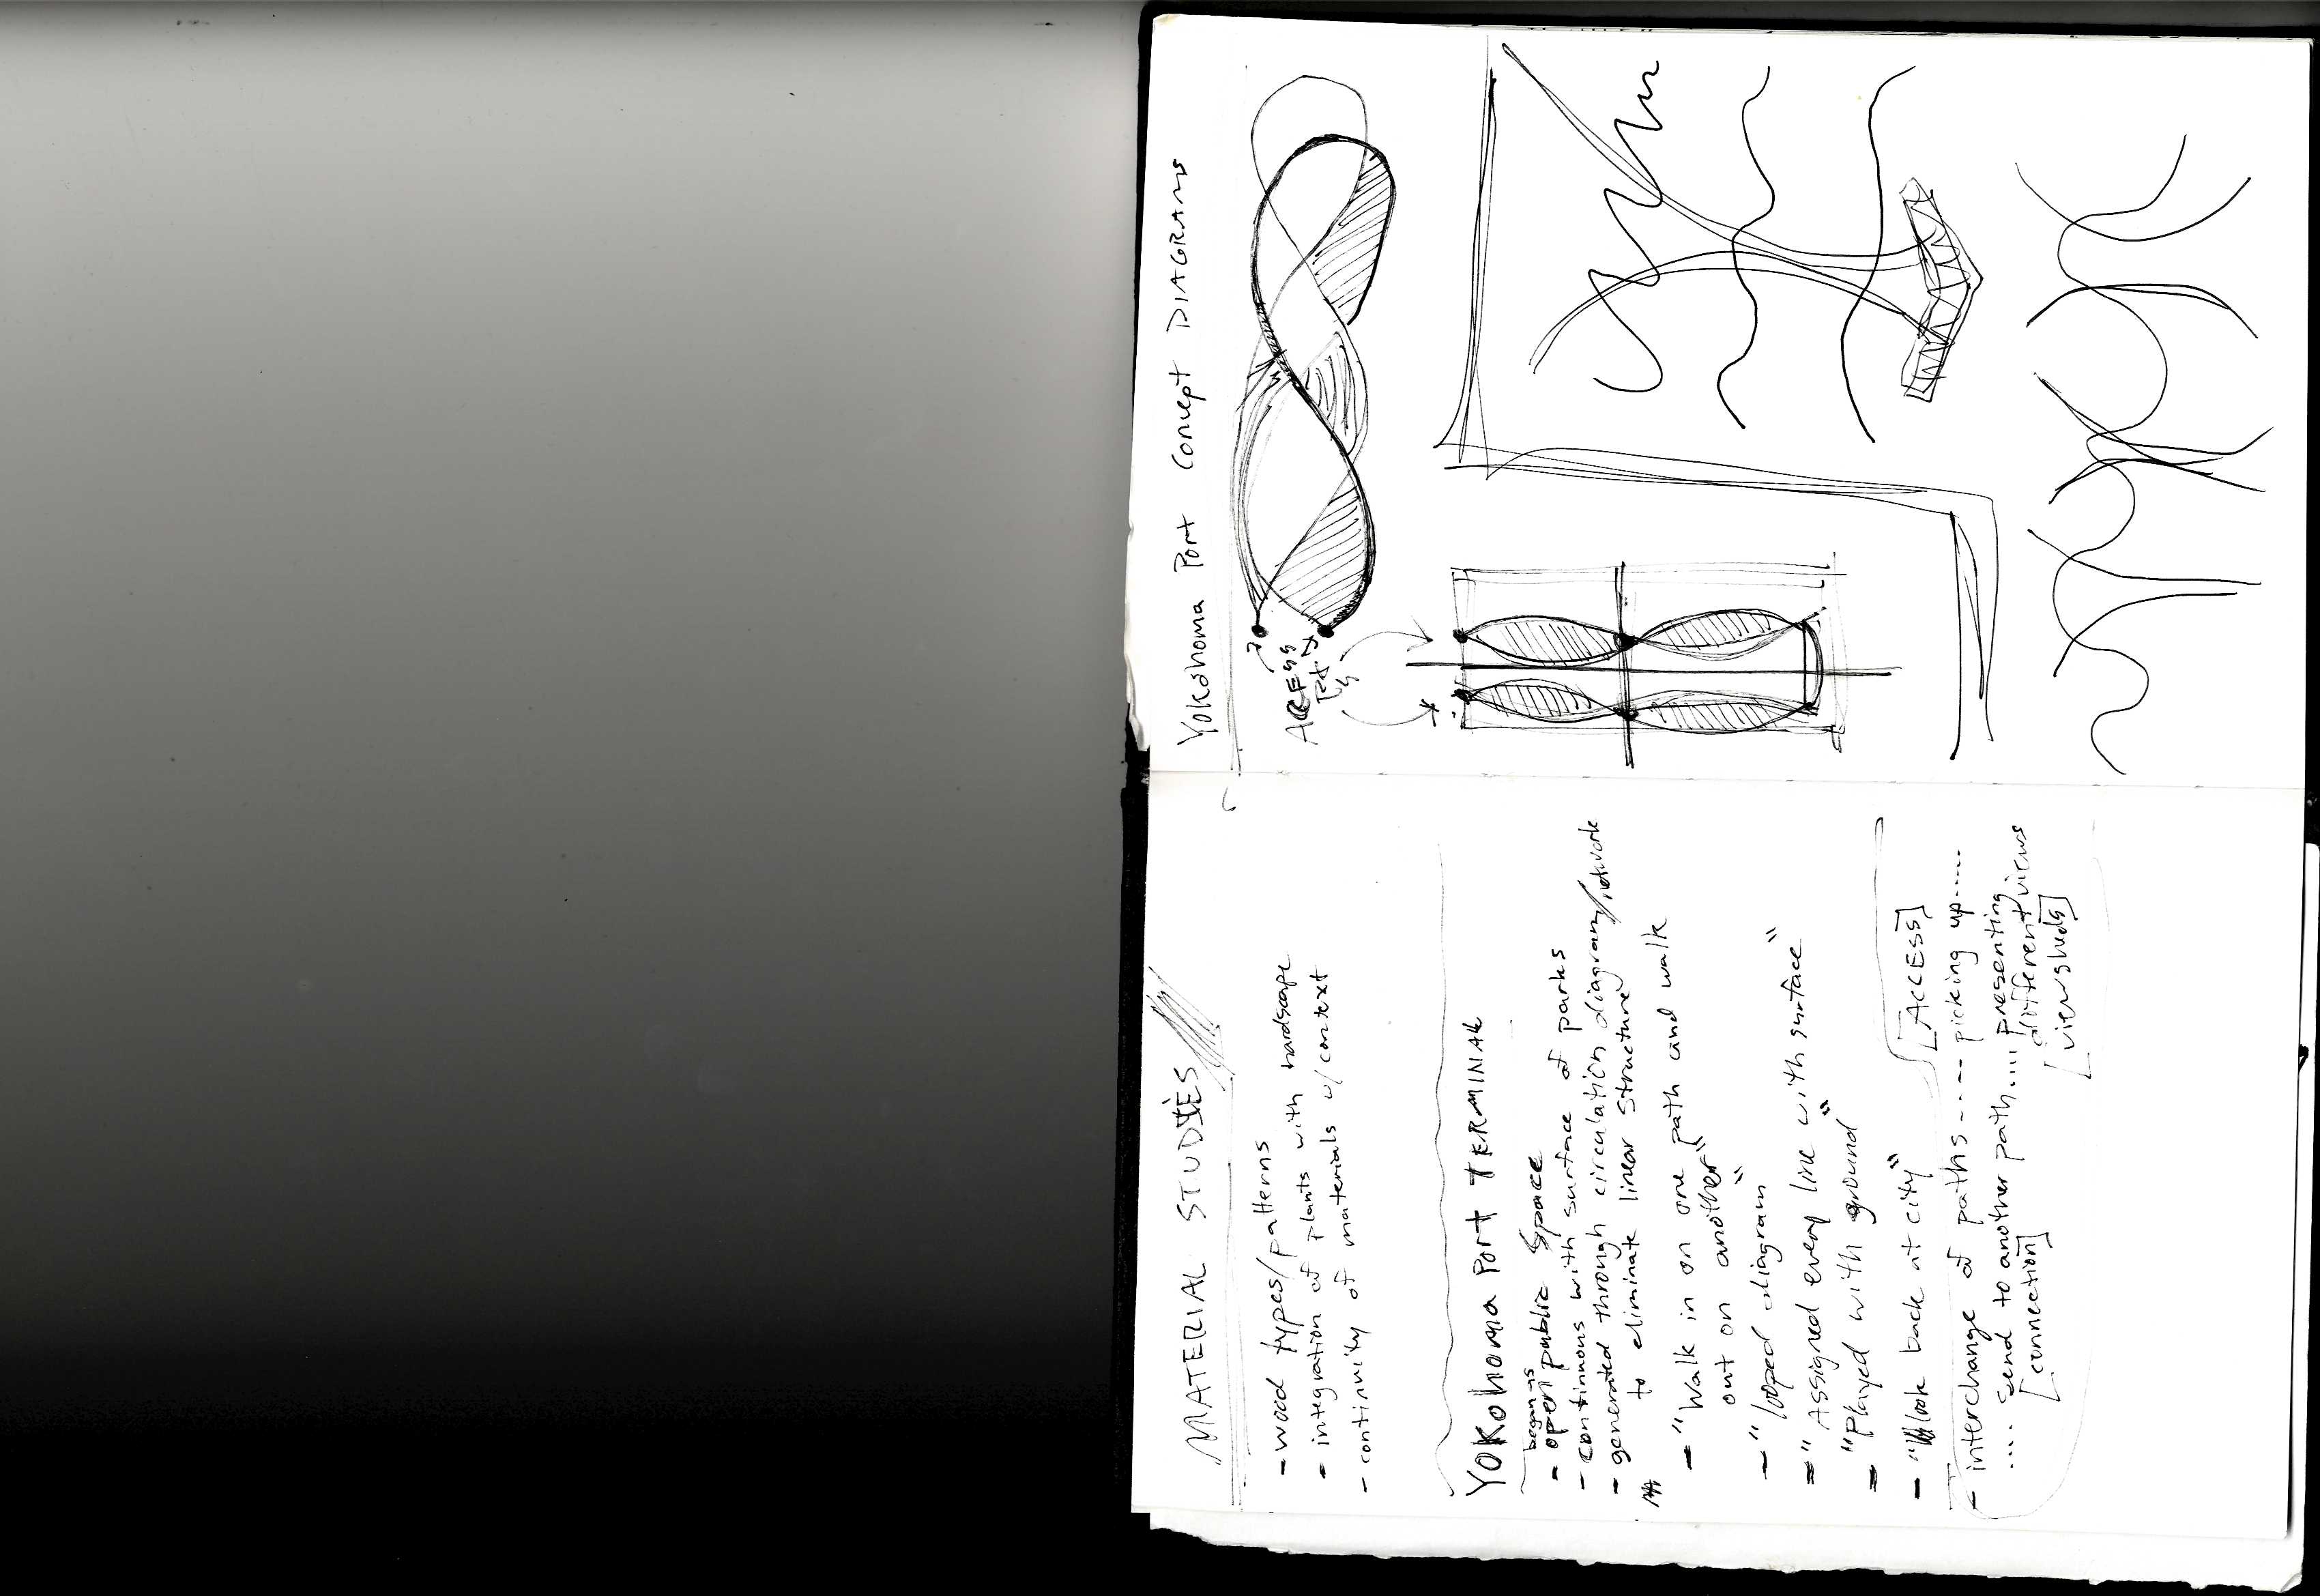 MATERIAL STUDIES
- wood types/patterns
- integration of plants with hardscape
- continuity of materials w/context
YOKOHOMA PORT TERMINAL
began as
- open public space
- continuous with surface of parks
- generated through circulation diagram/network
to eliminate linear structure
- "Walk in on one path and walk
out on another"
- "looped diagram"
- "Assigned every line with surface"
- "Played with ground"
- "look back at city" [ACCESS]
- interchange of paths---- picking up......
.... send to another path..... presenting
[connection] different views
[viewsheds]
Yokohoma Port Concept DIAGRAMS
ACCESS